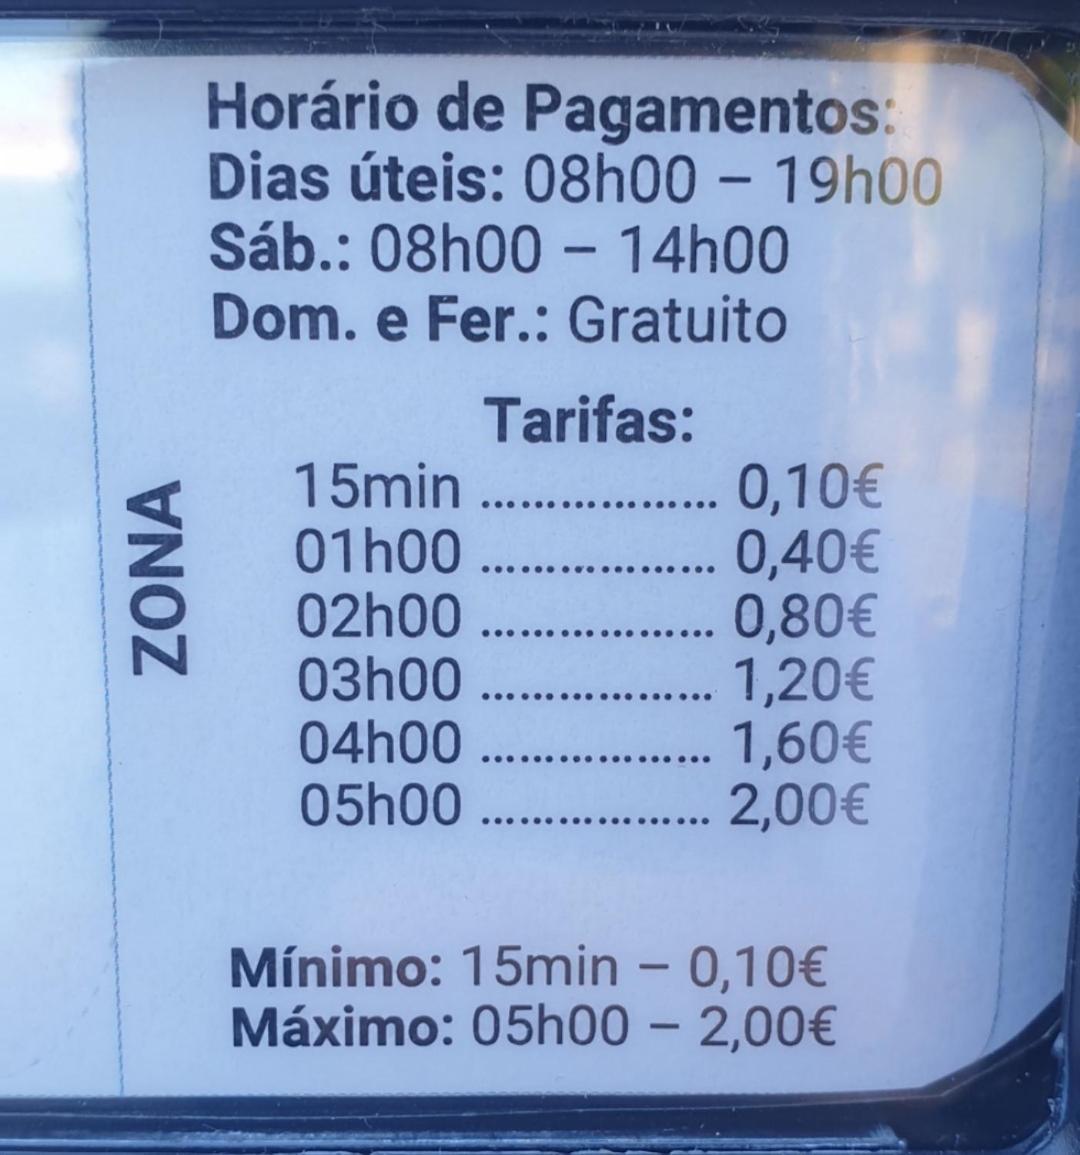 Horário de Pagamentos:
Dias úteis: 08h00 – 19h00
Sáb.: 08h00 – 14h00
Dom. e Fer.: Gratuito
Tarifas:
ZONA
15min .................. 0,10€
01h00 .................. 0,40€
02h00 .................. 0,80€
03h00 .................. 1,20€
04h00 .................. 1,60€
05h00 .................. 2,00€
Mínimo: 15min – 0,10€
Máximo: 05h00 – 2,00€